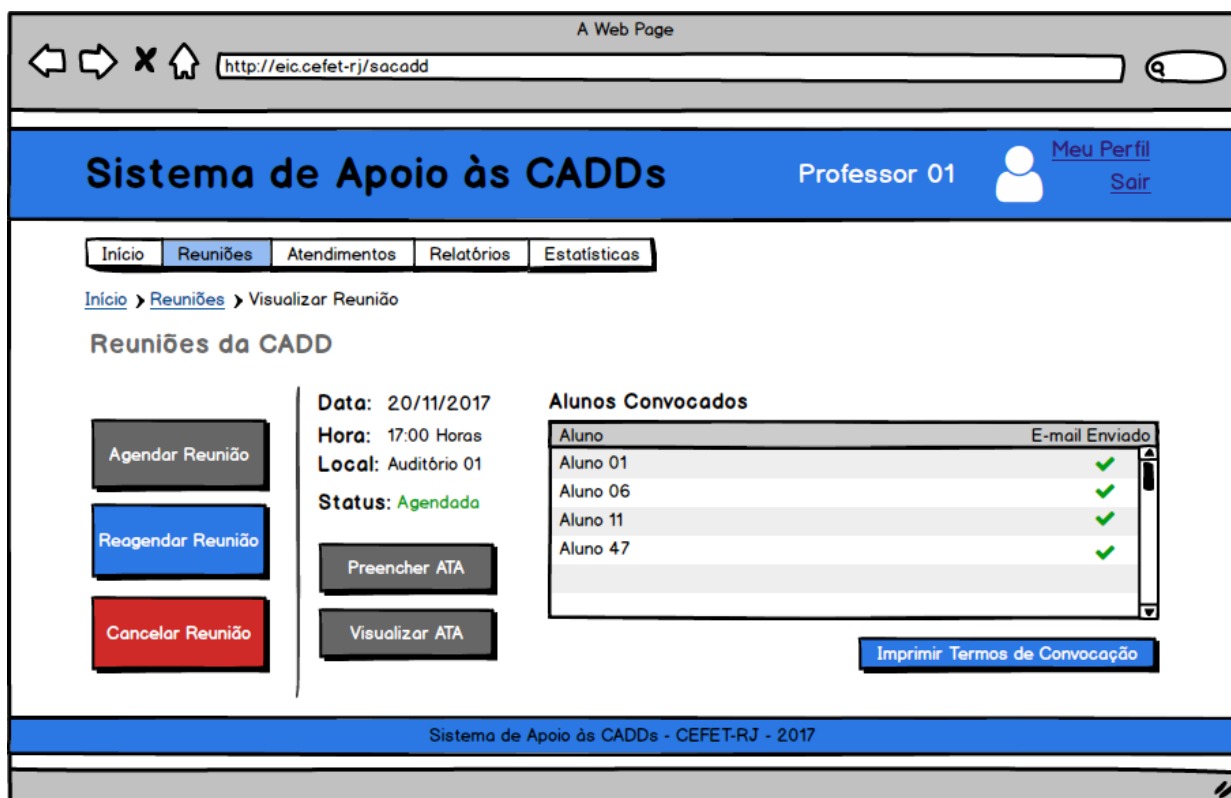 A Web Page
http://eic.cefet-rj/sacadd
Sistema de Apoio às CADDs
Professor 01
Meu Perfil
Sair
Início Reuniões Atendimentos Relatórios Estatísticas
Início > Reuniões > Visualizar Reunião
Reuniões da CADD
Agendar Reunião
Reagendar Reunião
Cancelar Reunião
Data: 20/11/2017
Hora: 17:00 Horas
Local: Auditório 01
Status: Agendada
Preencher ATA
Visualizar ATA
Alunos Convocados
Aluno E-mail Enviado
Aluno 01
Aluno 06
Aluno 11
Aluno 47
Imprimir Termos de Convocação
Sistema de Apoio às CADDs - CEFET-RJ - 2017